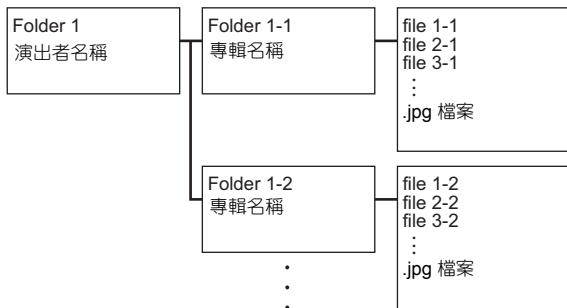 Folder 1
演出者名稱
Folder 1-1
專輯名稱
file 1-1
file 2-1
file 3-1
⋮
.jpg 檔案
Folder 1-2
專輯名稱
file 1-2
file 2-2
file 3-2
⋮
.jpg 檔案